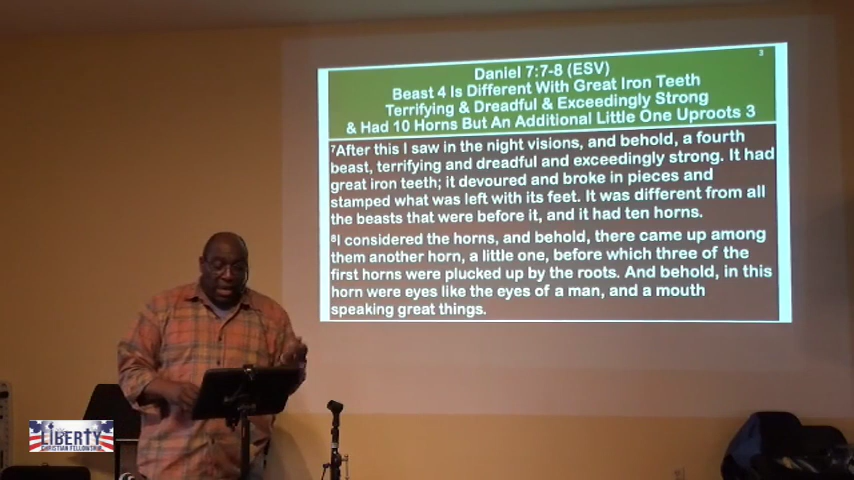 3
Daniel 7:7-8 (ESV)
Beast 4 Is Different With Great Iron Teeth
Terrifying & Dreadful & Exceedingly Strong
& Had 10 Horns But An Additional Little One Uproots 3
7After this I saw in the night visions, and behold, a fourth
beast, terrifying and dreadful and exceedingly strong. It had
great iron teeth; it devoured and broke in pieces and
stamped what was left with its feet. It was different from all
the beasts that were before it, and it had ten horns.
8I considered the horns, and behold, there came up among
them another horn, a little one, before which three of the
first horns were plucked up by the roots. And behold, in this
horn were eyes like the eyes of a man, and a mouth
speaking great things.
LIBERTY
CHRISTIAN FELLOWSHIP